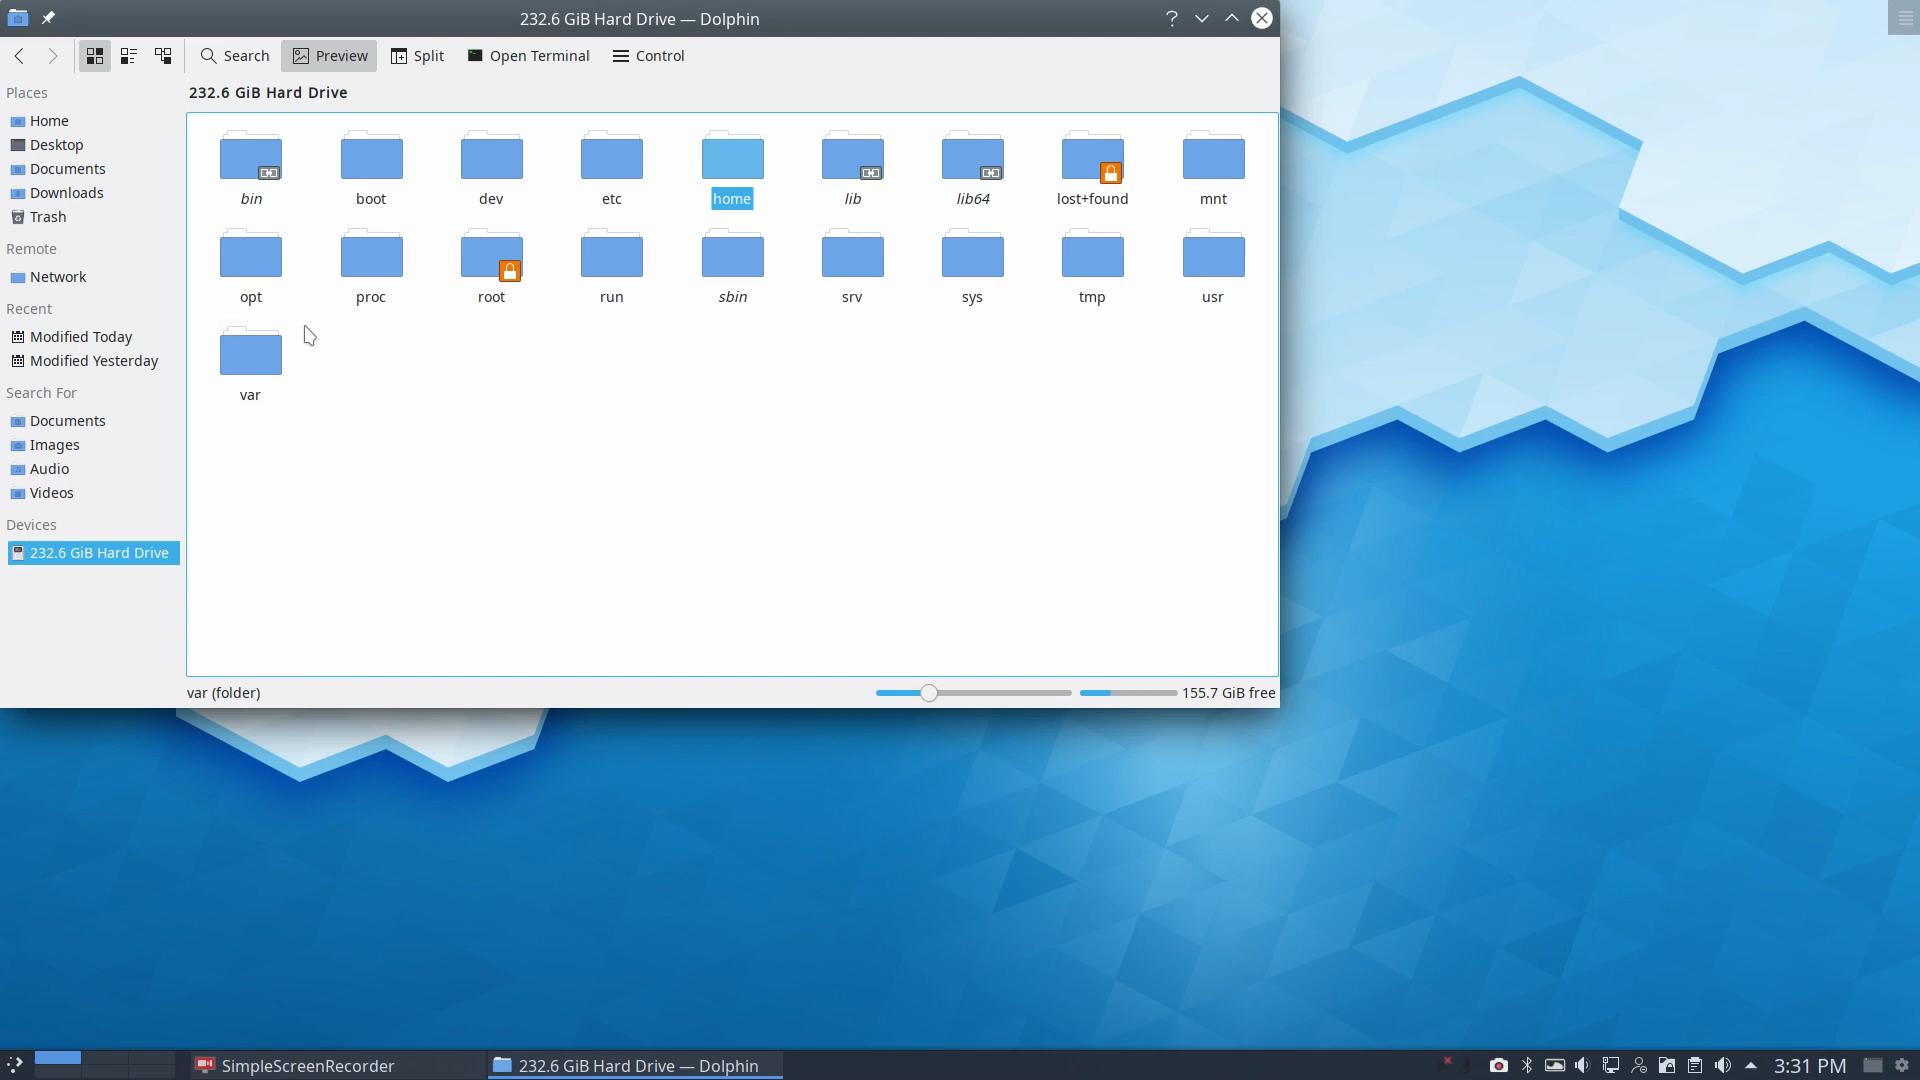 232.6 GiB Hard Drive — Dolphin
Search Preview Split Open Terminal Control
Places
Home
Desktop
Documents
Downloads
Trash
Remote
Network
Recent
Modified Today
Modified Yesterday
Search For
Documents
Images
Audio
Videos
Devices
232.6 GiB Hard Drive
232.6 GiB Hard Drive
bin boot dev etc home lib lib64 lost+found mnt
opt proc root run sbin srv sys tmp usr
var
var (folder) 155.7 GiB free
SimpleScreenRecorder 232.6 GiB Hard Drive — Dolphin 3:31 PM